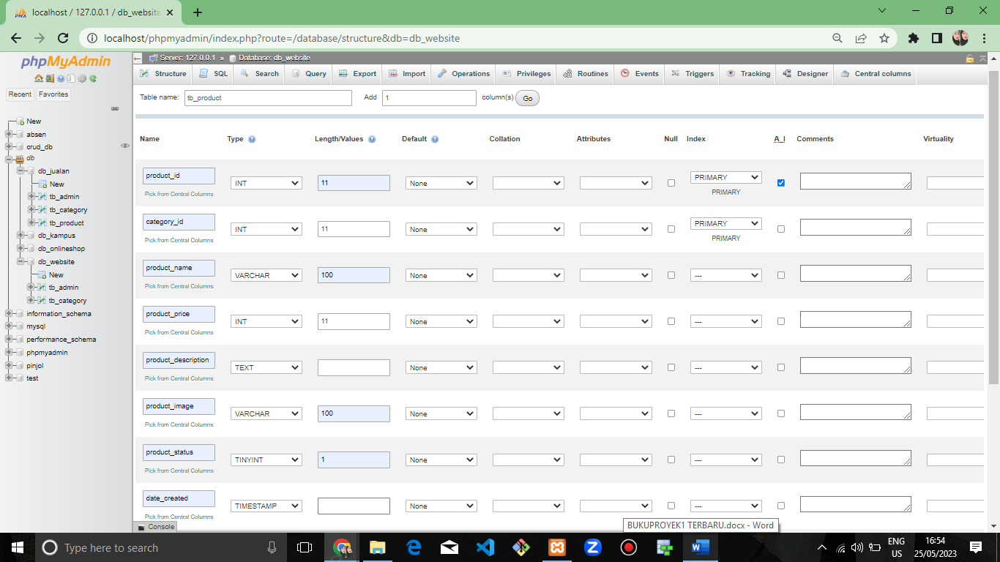 localhost / 127.0.0.1 / db_website
localhost/phpmyadmin/index.php?route=/database/structure&db=db_website
phpMyAdmin
Recent Favorites
New
absen
crud_db
db
db_jualan
New
tb_admin
tb_category
tb_product
db_kampus
db_onlineshop
db_website
New
tb_admin
tb_category
information_schema
mysql
performance_schema
phpmyadmin
pinjol
test
Server: 127.0.0.1 » Database: db_website
Structure SQL Search Query Export Import Operations Privileges Routines Events Triggers Tracking Designer Central columns
Table name: tb_product Add 1 column(s) Go
Name Type Length/Values Default Collation Attributes Null Index A_I Comments Virtuality
product_id INT 11 None PRIMARY
Pick from Central Columns PRIMARY
category_id INT 11 None PRIMARY
Pick from Central Columns PRIMARY
product_name VARCHAR 100 None ---
Pick from Central Columns
product_price INT 11 None ---
Pick from Central Columns
product_description TEXT None ---
Pick from Central Columns
product_image VARCHAR 100 None ---
Pick from Central Columns
product_status TINYINT 1 None ---
Pick from Central Columns
date_created TIMESTAMP None ---
Pick from Central Columns
Console
BUKUPROYEK1 TERBARU.docx - Word
Type here to search
ENG
US
16:54
25/05/2023